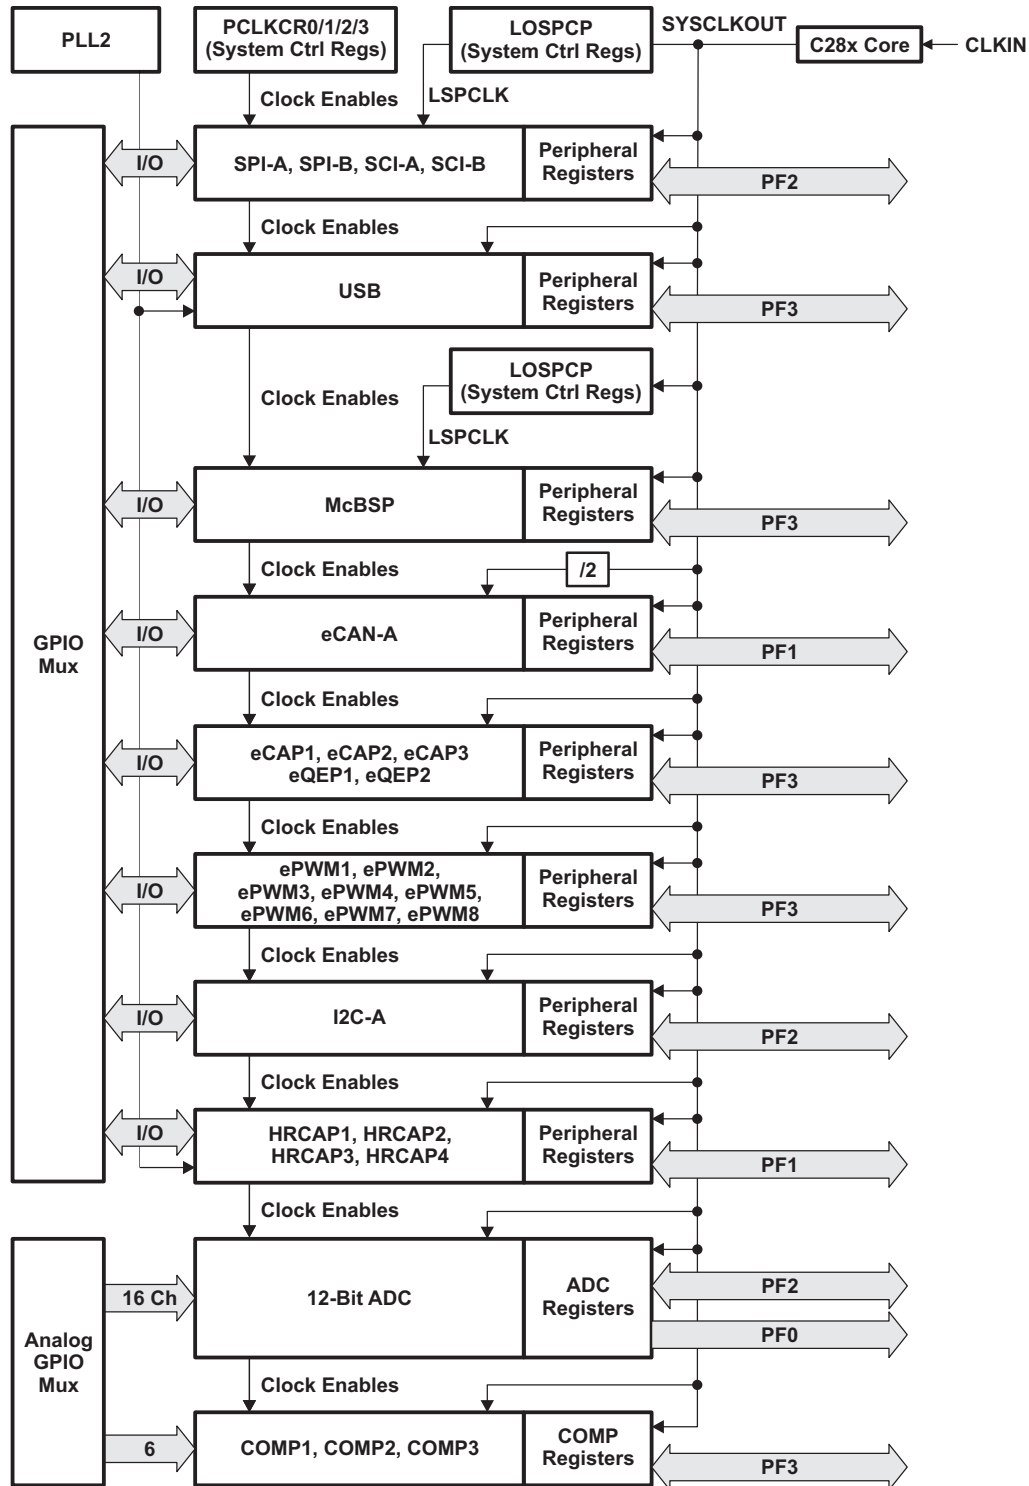 PLL2
PCLKCR0/1/2/3
(System Ctrl Regs)
LOSPCP
(System Ctrl Regs)
SYSCLKOUT
C28x Core
CLKIN
Clock Enables
LSPCLK
I/O
SPI-A, SPI-B, SCI-A, SCI-B
Peripheral
Registers
PF2
Clock Enables
I/O
USB
Peripheral
Registers
PF3
LOSPCP
(System Ctrl Regs)
Clock Enables
LSPCLK
I/O
McBSP
Peripheral
Registers
PF3
Clock Enables
/2
GPIO
Mux
I/O
eCAN-A
Peripheral
Registers
PF1
Clock Enables
I/O
eCAP1, eCAP2, eCAP3
eQEP1, eQEP2
Peripheral
Registers
PF3
Clock Enables
I/O
ePWM1, ePWM2,
ePWM3, ePWM4, ePWM5,
ePWM6, ePWM7, ePWM8
Peripheral
Registers
PF3
Clock Enables
I/O
I2C-A
Peripheral
Registers
PF2
Clock Enables
I/O
HRCAP1, HRCAP2,
HRCAP3, HRCAP4
Peripheral
Registers
PF1
Clock Enables
Analog
GPIO
Mux
16 Ch
12-Bit ADC
ADC
Registers
PF2
PF0
Clock Enables
6
COMP1, COMP2, COMP3
COMP
Registers
PF3